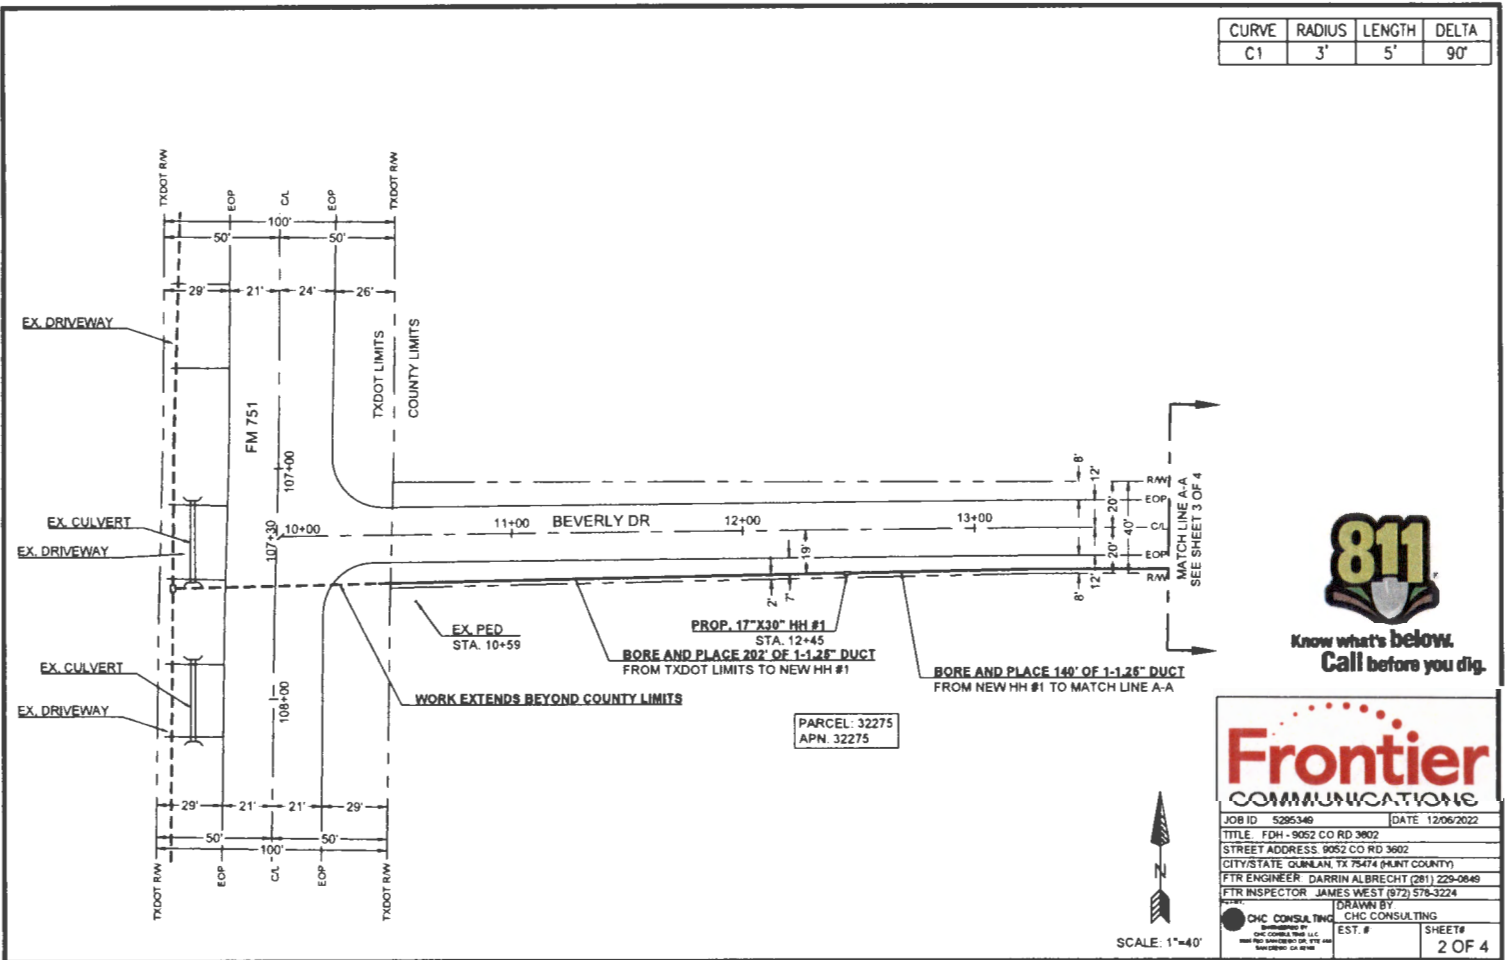 CURVE RADIUS LENGTH DELTA
C1 3' 5' 90°
TXDOT R/W
EOP
C/L
EOP
TXDOT R/W
100'
50' 50'
29' 21' 24' 26'
EX. DRIVEWAY
TXDOT LIMITS
COUNTY LIMITS
FM 751
107+00
EX. CULVERT
EX. DRIVEWAY
107+30
10+00
11+00
BEVERLY DR
12+00
13+00
19'
2'
7'
8'
12'
20'
40'
20'
12'
8'
R/W
EOP
C/L
EOP
R/W
MATCH LINE A-A
SEE SHEET 3 OF 4
EX. PED
STA. 10+59
PROP. 17"X30" HH #1
STA. 12+45
BORE AND PLACE 202' OF 1-1.25" DUCT
FROM TXDOT LIMITS TO NEW HH #1
BORE AND PLACE 140' OF 1-1.25" DUCT
FROM NEW HH #1 TO MATCH LINE A-A
WORK EXTENDS BEYOND COUNTY LIMITS
EX. CULVERT
EX. DRIVEWAY
108+00
PARCEL: 32275
APN. 32275
29' 21' 21' 29'
50' 50'
100'
TXDOT R/W
EOP
C/L
EOP
TXDOT R/W
N
SCALE: 1"=40'
811
Know what's below.
Call before you dig.
Frontier
COMMUNICATIONS
JOB ID 5295349 DATE 12/06/2022
TITLE. FDH - 9052 CO RD 3602
STREET ADDRESS. 9052 CO RD 3602
CITY/STATE QUINLAN, TX 75474 (HUNT COUNTY)
FTR ENGINEER DARRIN ALBRECHT (281) 229-0849
FTR INSPECTOR JAMES WEST (972) 578-3224
CHC CONSULTING
DRAWN BY
CHC CONSULTING
EST. # SHEET#
2 OF 4